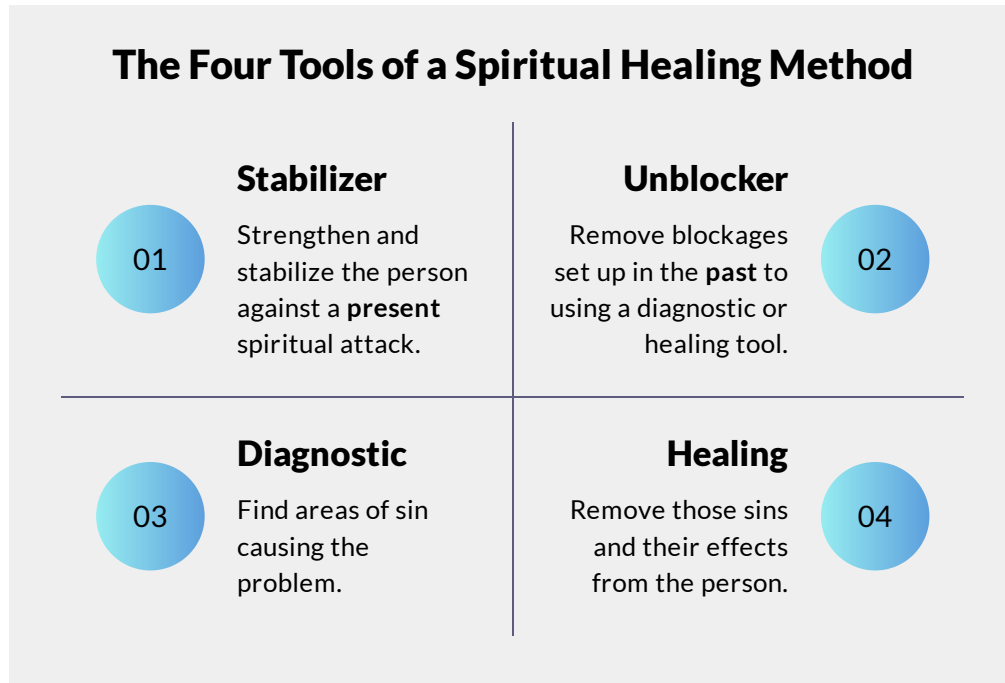 The Four Tools of a Spiritual Healing Method
01
Stabilizer
Strengthen and
stabilize the person
against a present
spiritual attack.
Unblocker
Remove blockages
set up in the past to
using a diagnostic or
healing tool.
02
03
Diagnostic
Find areas of sin
causing the
problem.
Healing
Remove those sins
and their effects
from the person.
04